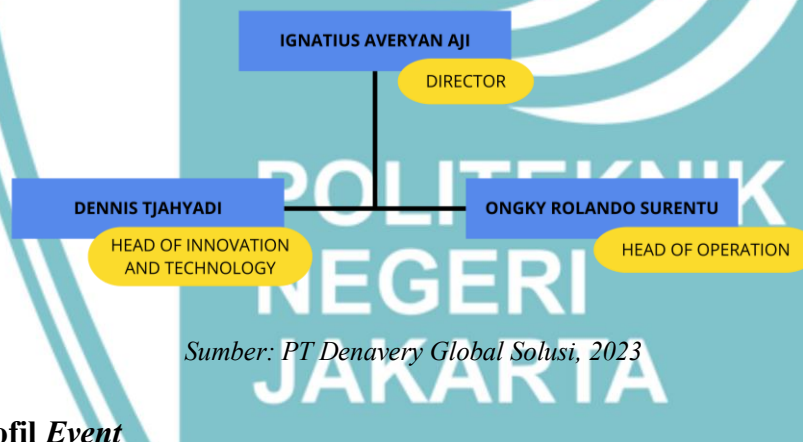 IGNATIUS AVERYAN AJI
DIRECTOR
DENNIS TJAHYADI
ONGKY ROLANDO SURENTU
HEAD OF INNOVATION
AND TECHNOLOGY
HEAD OF OPERATION
POLITEKNIK
NEGERI
JAKARTA
Sumber: PT Denavery Global Solusi, 2023
ofil Event